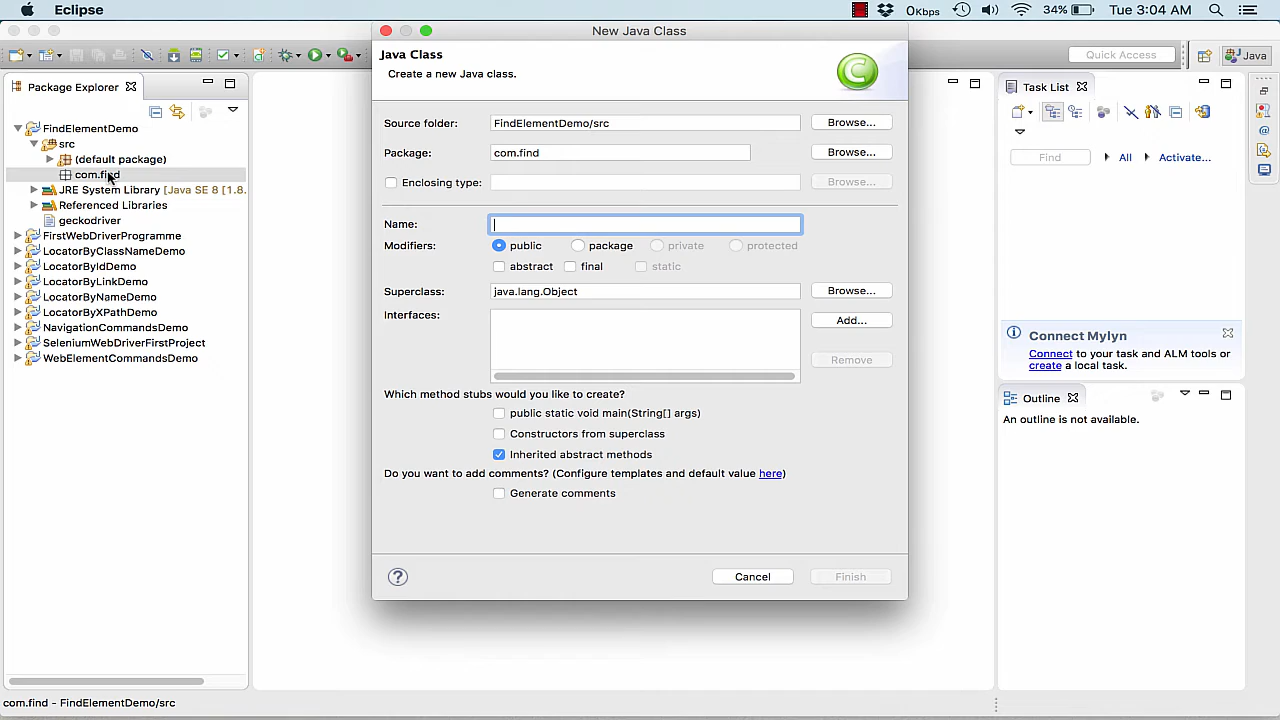 Eclipse
0Kbps
34%
Tue 3:04 AM
New Java Class
Java Class
Create a new Java class.
C
Quick Access
Java
Package Explorer
FindElementDemo
src
(default package)
com.find
JRE System Library [Java SE 8 [1.8.
Referenced Libraries
geckodriver
FirstWebDriverProgramme
LocatorByClassNameDemo
LocatorByIdDemo
LocatorByLinkDemo
LocatorByNameDemo
LocatorByXPathDemo
NavigationCommandsDemo
SeleniumWebDriverFirstProject
WebElementCommandsDemo
Source folder:
FindElementDemo/src
Browse...
Package:
com.find
Browse...
Enclosing type:
Browse...
Name:
Modifiers:
public
package
private
protected
abstract
final
static
Superclass:
java.lang.Object
Browse...
Interfaces:
Add...
Remove
Which method stubs would you like to create?
public static void main(String[] args)
Constructors from superclass
Inherited abstract methods
Do you want to add comments? (Configure templates and default value here)
Generate comments
?
Cancel
Finish
Task List
Find
All
Activate...
Connect Mylyn
Connect to your task and ALM tools or
create a local task.
Outline
An outline is not available.
com.find - FindElementDemo/src